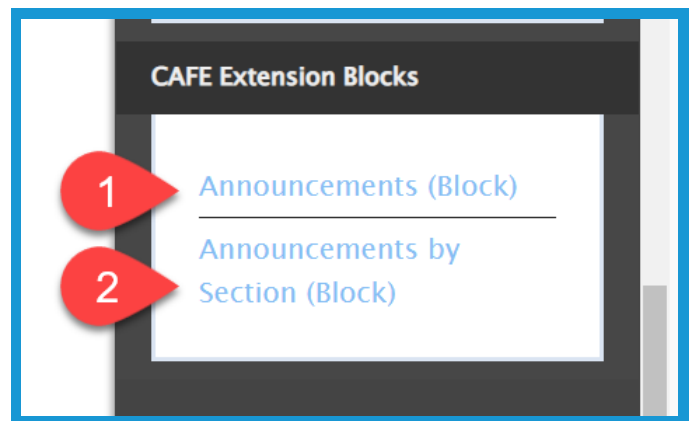 CAFE Extension Blocks
1
Announcements (Block)
Announcements by
2
Section (Block)